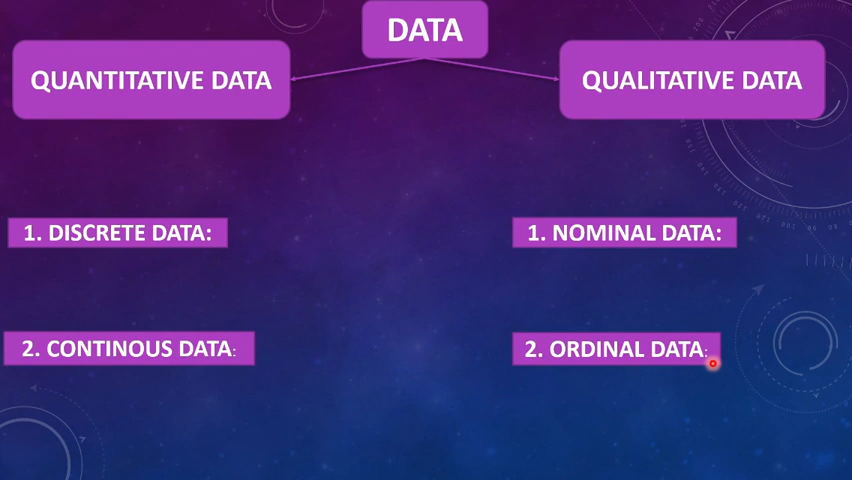 DATA
QUANTITATIVE DATA
QUALITATIVE DATA
1. DISCRETE DATA:
1. NOMINAL DATA:
2. CONTINOUS DATA:
2. ORDINAL DATA: